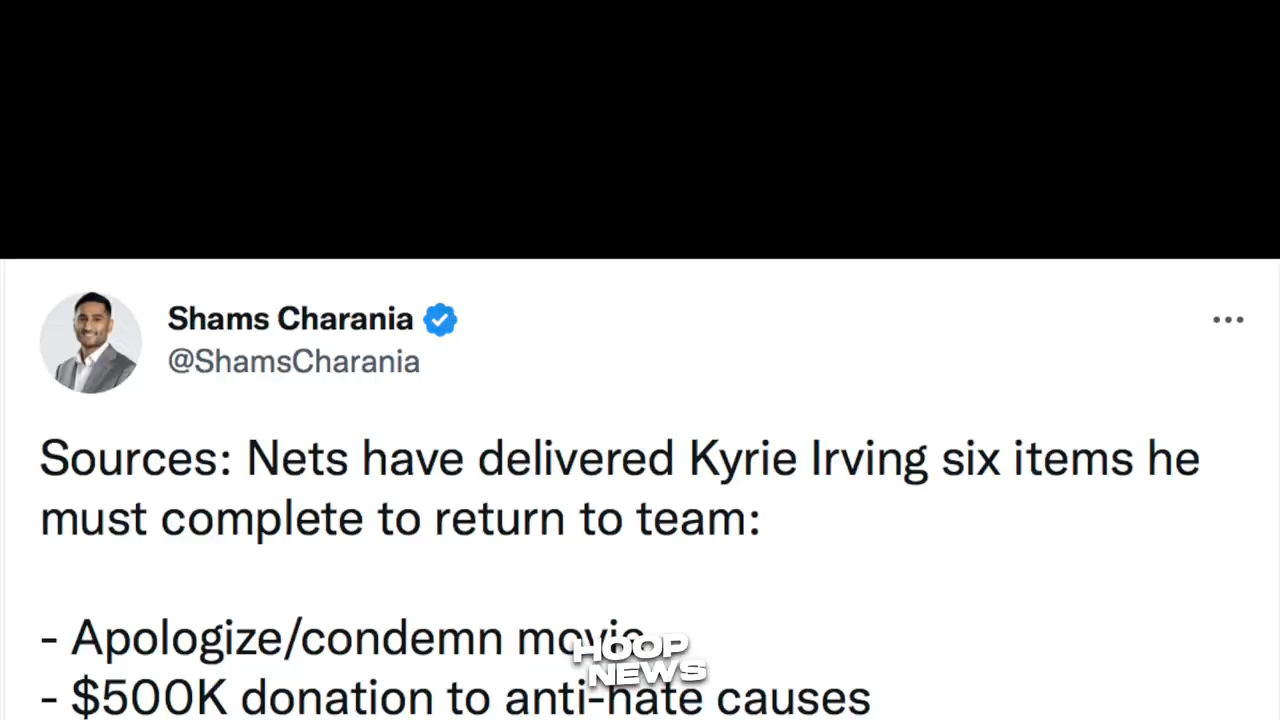 Shams Charania
@ShamsCharania
Sources: Nets have delivered Kyrie Irving six items he
must complete to return to team:
- Apologize/condemn movie
- $500K donation to anti-hate causes
HOOP
NEWS